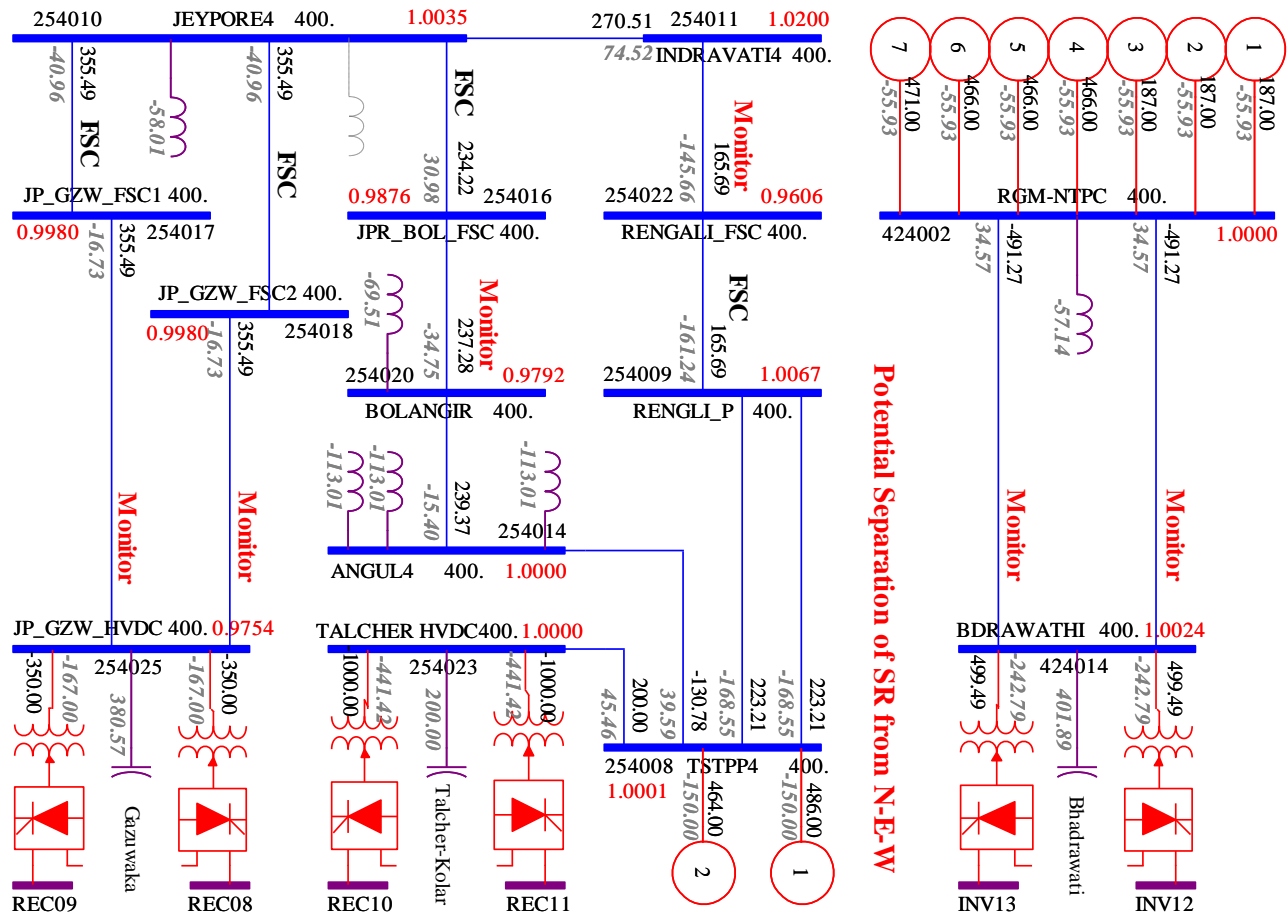 254010 JEYPORE4 400. 1.0035
270.51 254011 1.0200
74.52 INDRAVATI4 400.
355.49
-40.96
-58.01
355.49
-40.96
FSC
FSC
FSC
234.22
30.98
Monitor
165.69
-145.66
JP_GZW_FSC1 400.
0.9980 254017
355.49
-16.73
JP_GZW_FSC2 400.
0.9980 254018
355.49
-16.73
0.9876 254016
JPR_BOL_FSC 400.
-69.51
Monitor
237.28
-34.75
254020 0.9792
BOLANGIR 400.
254022 0.9606
RENGALI_FSC 400.
FSC
165.69
-161.24
254009 1.0067
RENGLI_P 400.
-113.01
-113.01
-113.01
239.37
-15.40
254014
ANGUL4 400. 1.0000
Monitor
Monitor
JP_GZW_HVDC 400. 0.9754
254025
-350.00
-167.00
-350.00
-167.00
380.57
Gazuwaka
REC09
REC08
TALCHER HVDC400. 1.0000
254023
-1000.00
-441.42
-1000.00
-441.42
200.00
Talcher-Kolar
REC10
REC11
200.00
45.46
-130.78
39.59
223.21
-168.55
223.21
-168.55
254008 TSTPP4 400.
1.0001
464.00
-150.00
486.00
-150.00
2
1
Potential Separation of SR from N-E-W
7
6
5
4
3
2
1
471.00
-55.93
466.00
-55.93
466.00
-55.93
466.00
-55.93
187.00
-55.93
187.00
-55.93
187.00
-55.93
RGM-NTPC 400.
424002 1.0000
-491.27
34.57
-57.14
-491.27
34.57
Monitor
Monitor
BDRAWATHI 400. 1.0024
424014
499.49
-242.79
499.49
-242.79
401.89
Bhadrawati
INV13
INV12